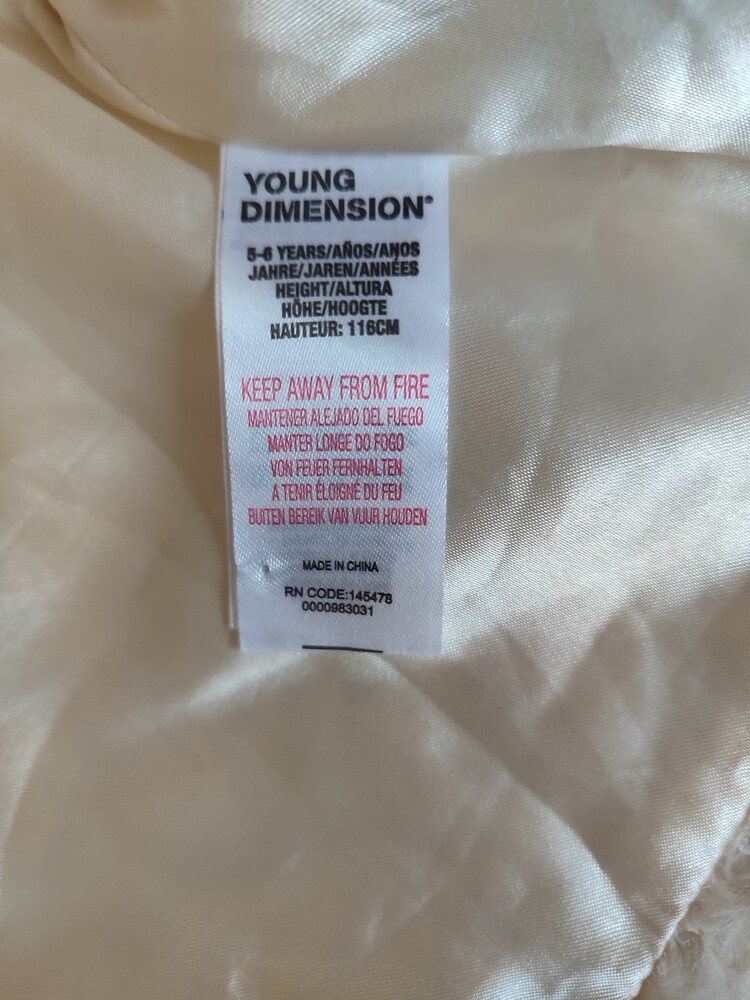 YOUNG
DIMENSION®
5-6 YEARS/AÑOS/ANOS
JAHRE/JAREN/ANNÉES
HEIGHT/ALTURA
HÖHE/HOOGTE
HAUTEUR: 116CM
KEEP AWAY FROM FIRE
MANTENER ALEJADO DEL FUEGO
MANTER LONGE DO FOGO
VON FEUER FERNHALTEN
A TENIR ÉLOIGNÉ DU FEU
BUITEN BEREIK VAN VUUR HOUDEN
MADE IN CHINA
RN CODE:145478
0000983031